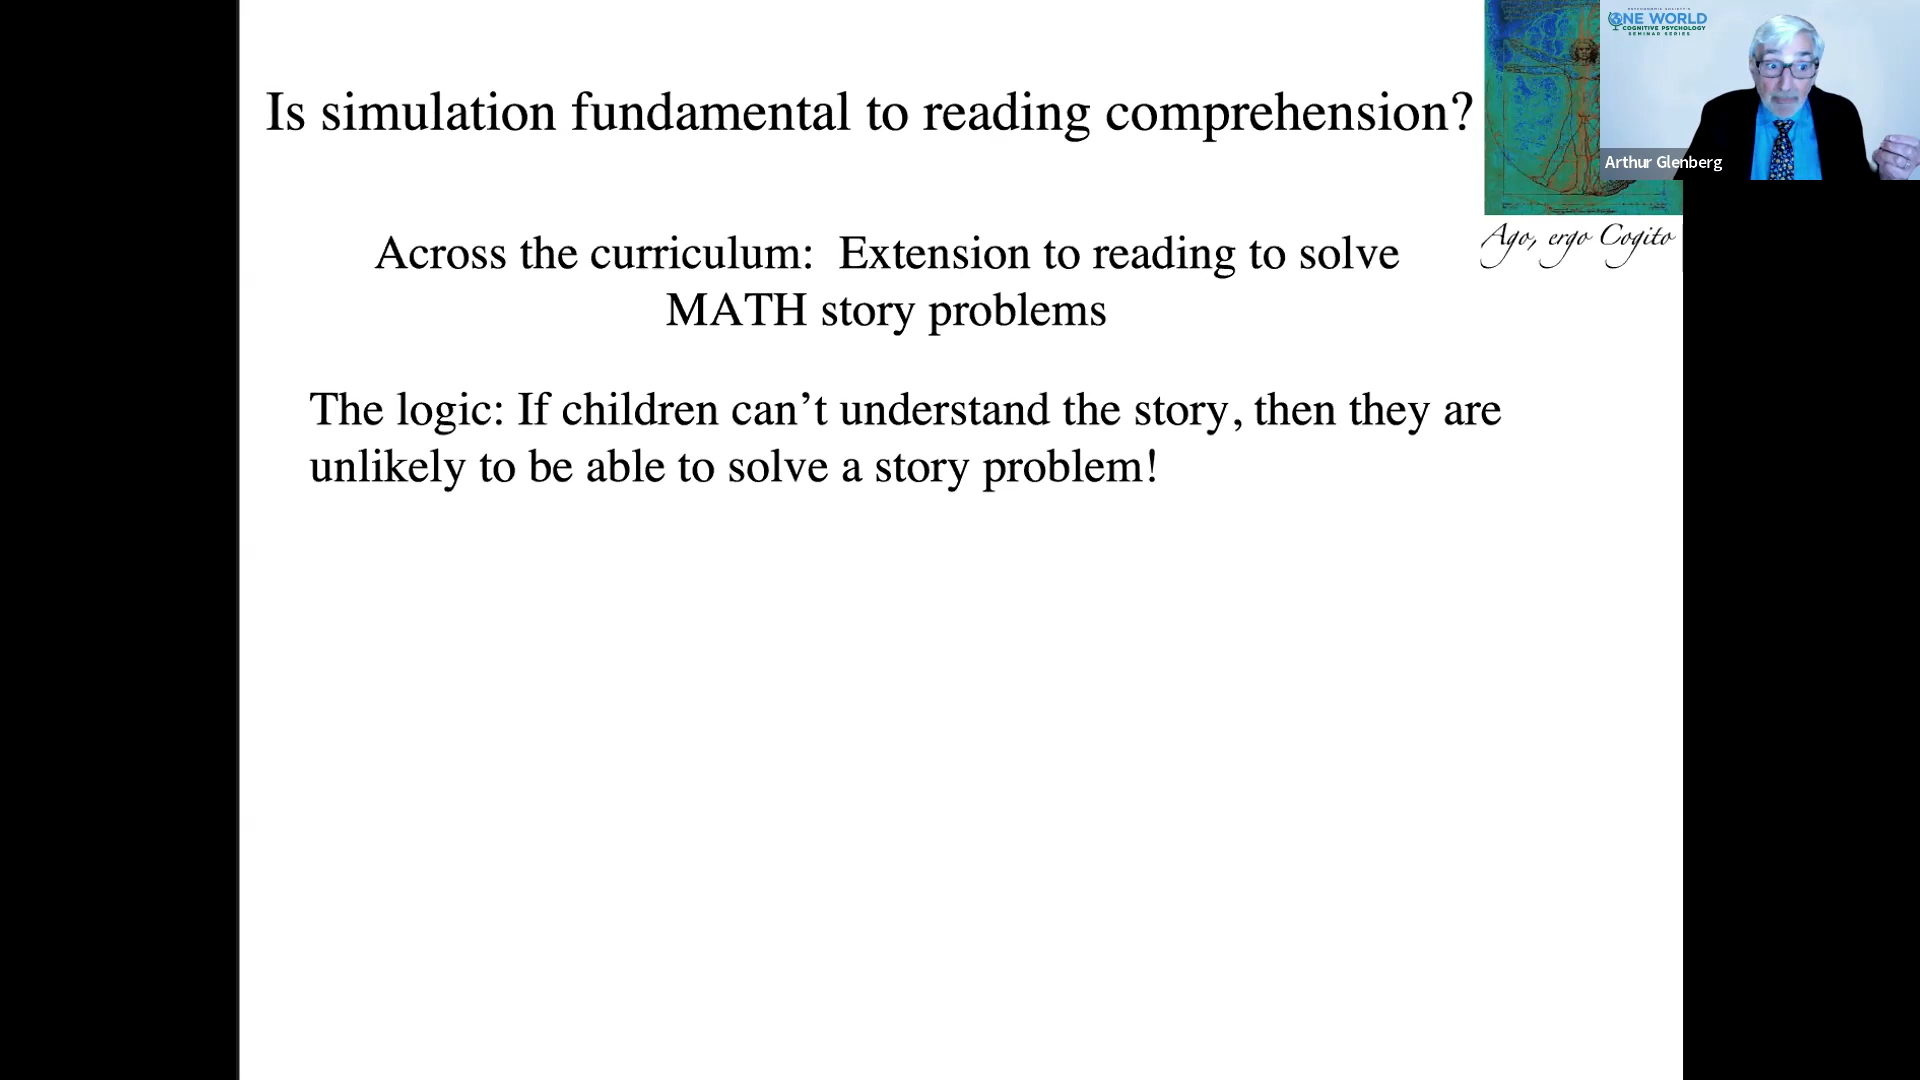 Is simulation fundamental to reading comprehension?
PSYCHONOMIC SOCIETY'S
ONE WORLD
COGNITIVE PSYCHOLOGY
SEMINAR SERIES
Arthur Glenberg
Ago, ergo Cogito
Across the curriculum:  Extension to reading to solve
MATH story problems
The logic: If children can’t understand the story, then they are
unlikely to be able to solve a story problem!